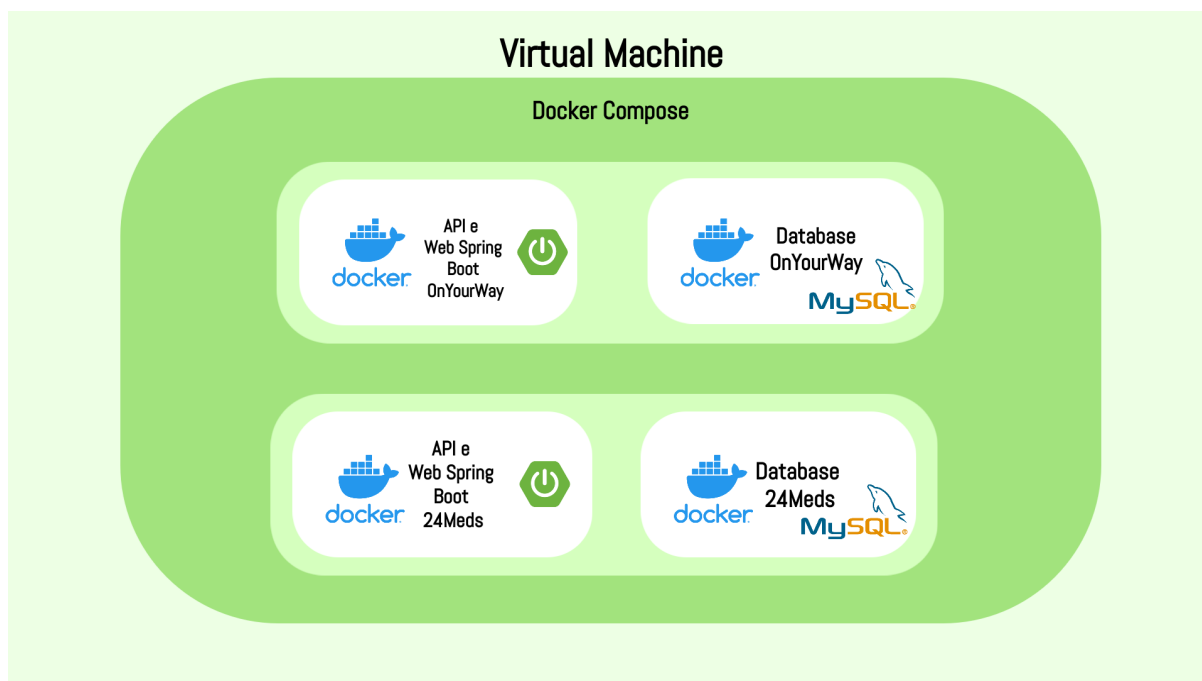 Virtual Machine
Docker Compose
API e
Web Spring
Boot
OnYourWay
docker
Database
OnYourWay
docker
MySQL®
API e
Web Spring
Boot
24Meds
docker
Database
24Meds
docker
MySQL®